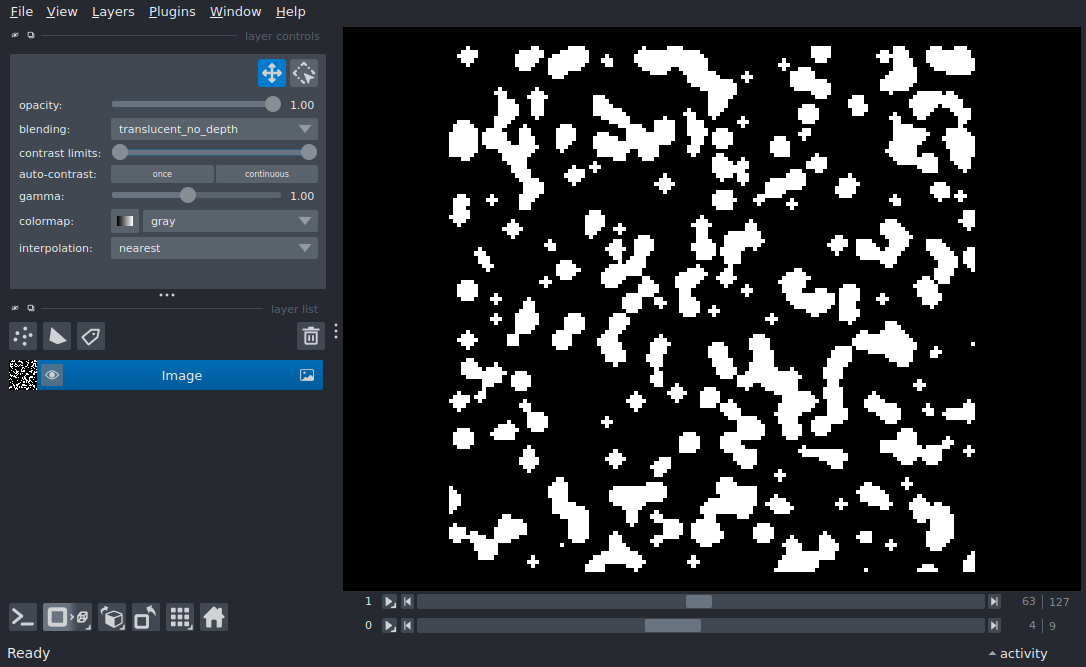 File View Layers Plugins Window Help
layer controls
opacity: 1.00
blending: translucent_no_depth
contrast limits:
auto-contrast: once continuous
gamma: 1.00
colormap: gray
interpolation: nearest
layer list
Image
1 63 127
0 4 9
Ready activity